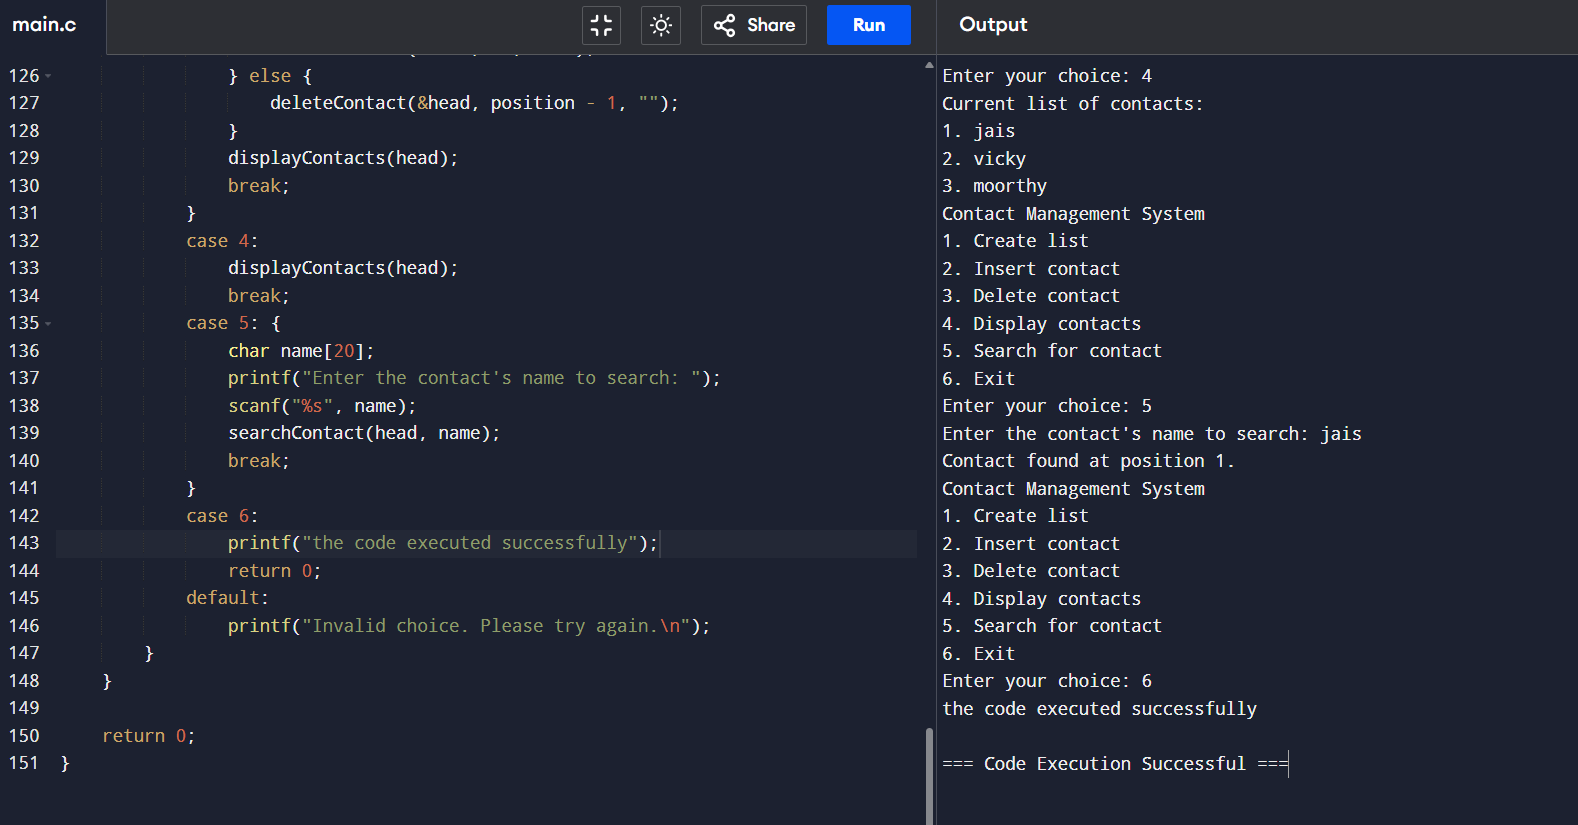 main.c
Share
Run
Output
126 } else {
127 deleteContact(&head, position - 1, "");
128 }
129 displayContacts(head);
130 break;
131 }
132 case 4:
133 displayContacts(head);
134 break;
135 case 5: {
136 char name[20];
137 printf("Enter the contact's name to search: ");
138 scanf("%s", name);
139 searchContact(head, name);
140 break;
141 }
142 case 6:
143 printf("the code executed successfully");
144 return 0;
145 default:
146 printf("Invalid choice. Please try again.\n");
147 }
148 }
149
150 return 0;
151 }
Enter your choice: 4
Current list of contacts:
1. jais
2. vicky
3. moorthy
Contact Management System
1. Create list
2. Insert contact
3. Delete contact
4. Display contacts
5. Search for contact
6. Exit
Enter your choice: 5
Enter the contact's name to search: jais
Contact found at position 1.
Contact Management System
1. Create list
2. Insert contact
3. Delete contact
4. Display contacts
5. Search for contact
6. Exit
Enter your choice: 6
the code executed successfully
=== Code Execution Successful ===